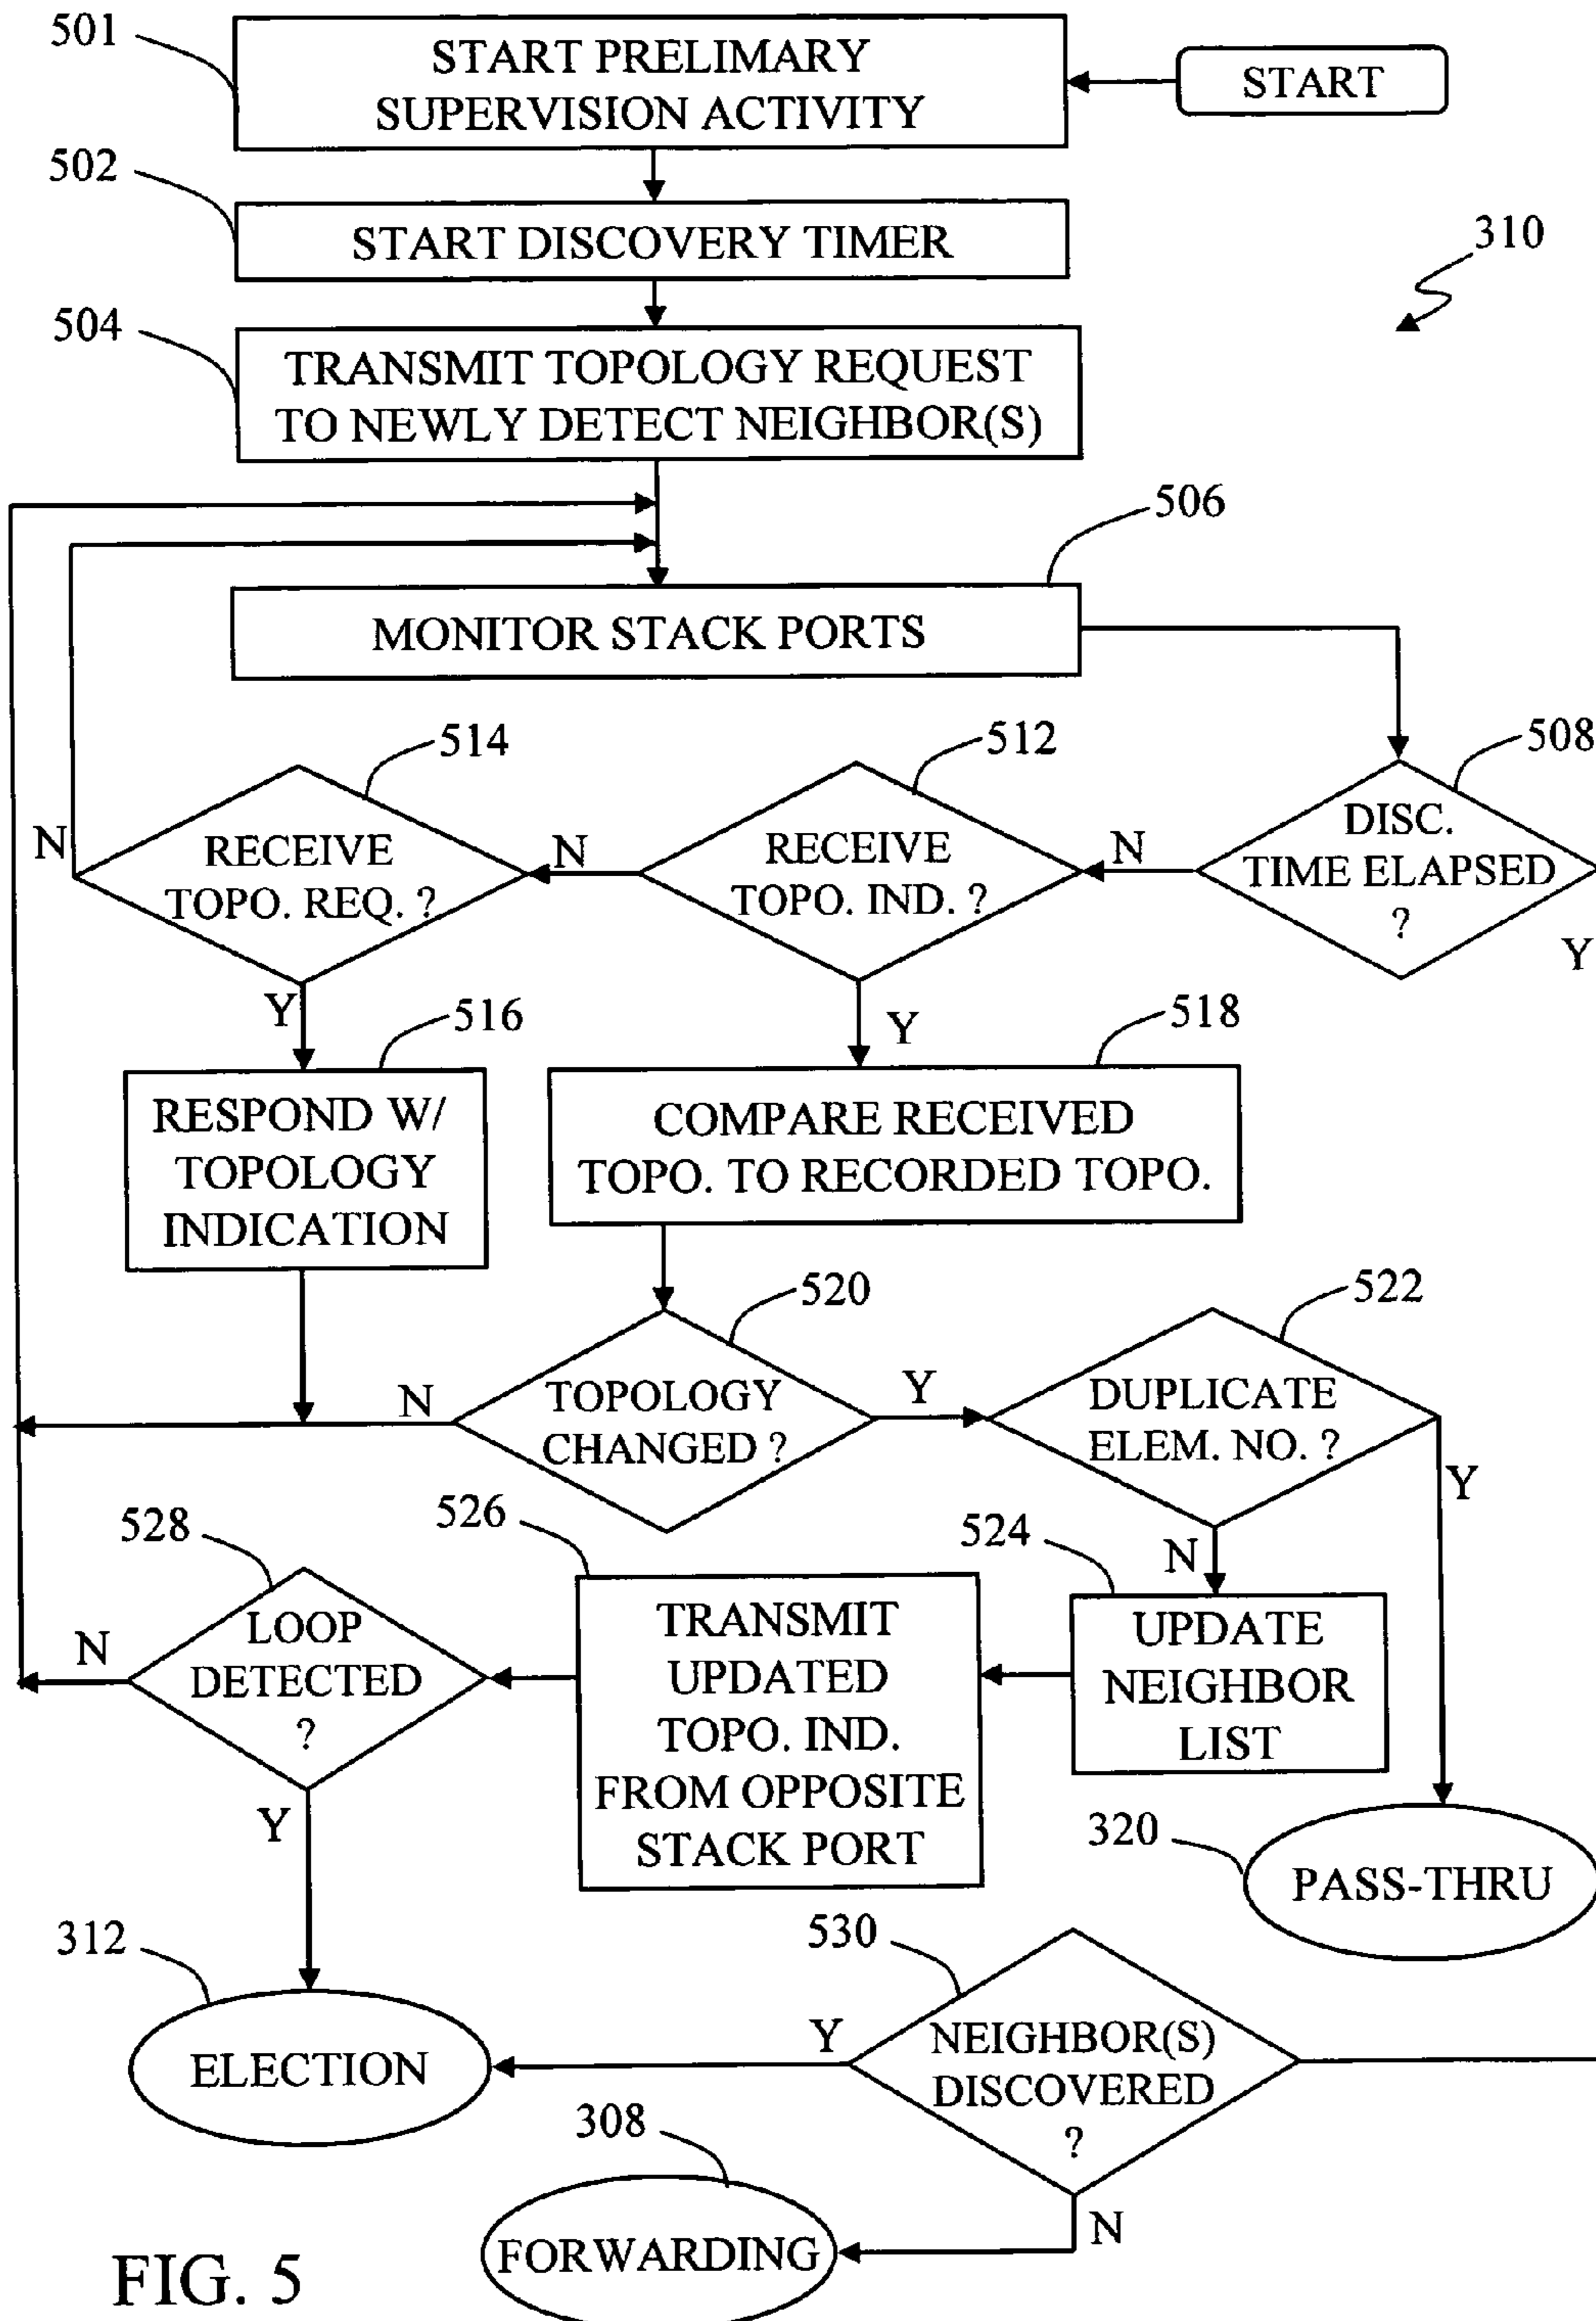 501
START PRELIMARY
SUPERVISION ACTIVITY
START
502
START DISCOVERY TIMER
310
504
TRANSMIT TOPOLOGY REQUEST
TO NEWLY DETECT NEIGHBOR(S)
506
MONITOR STACK PORTS
514
512
508
N
RECEIVE
TOPO. REQ. ?
N
RECEIVE
TOPO. IND. ?
N
DISC.
TIME ELAPSED
?
Y
Y
516
Y
518
RESPOND W/
TOPOLOGY
INDICATION
COMPARE RECEIVED
TOPO. TO RECORDED TOPO.
520
522
N
TOPOLOGY
CHANGED ?
Y
DUPLICATE
ELEM. NO. ?
Y
528
526
524
N
N
LOOP
DETECTED
?
TRANSMIT
UPDATED
TOPO. IND.
FROM OPPOSITE
STACK PORT
UPDATE
NEIGHBOR
LIST
Y
320
PASS-THRU
312
530
ELECTION
Y
NEIGHBOR(S)
DISCOVERED
?
308
N
FORWARDING
FIG. 5